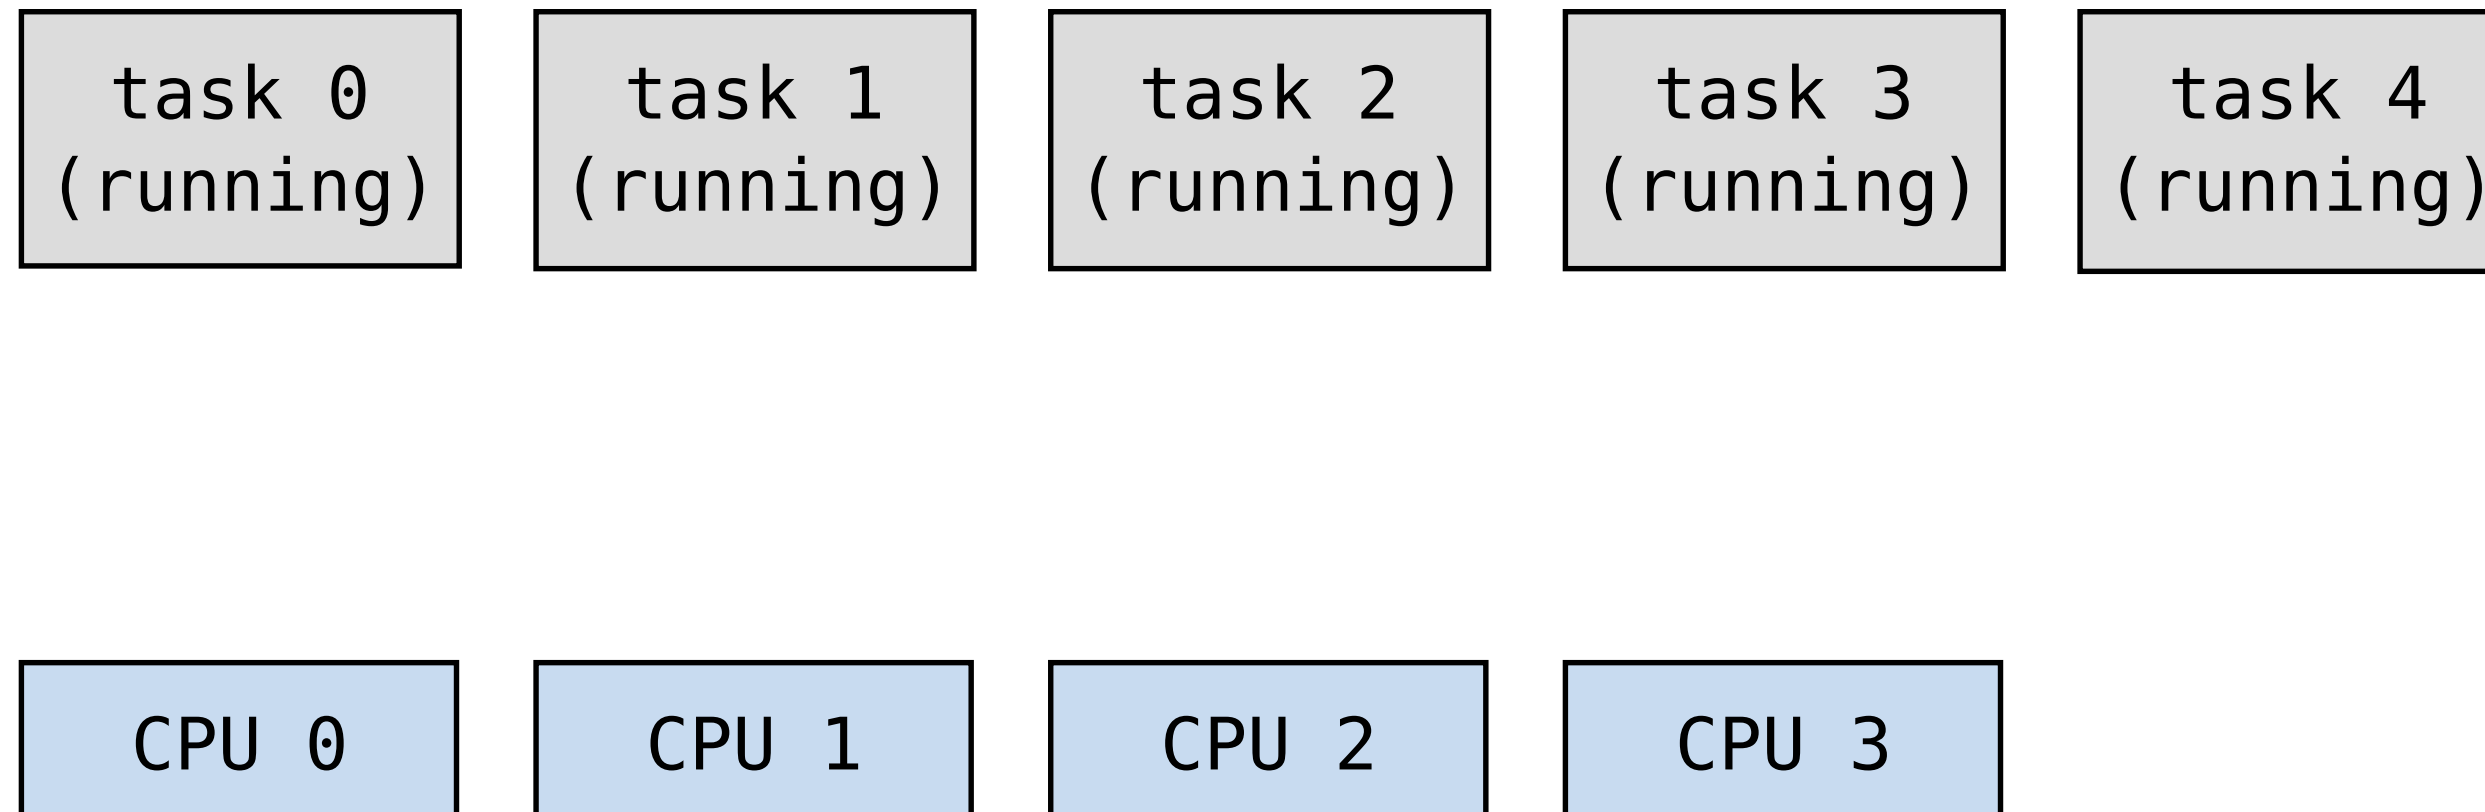 task 0
(running)
task 1
(running)
task 2
(running)
task 3
(running)
task 4
(running)
CPU 0
CPU 1
CPU 2
CPU 3